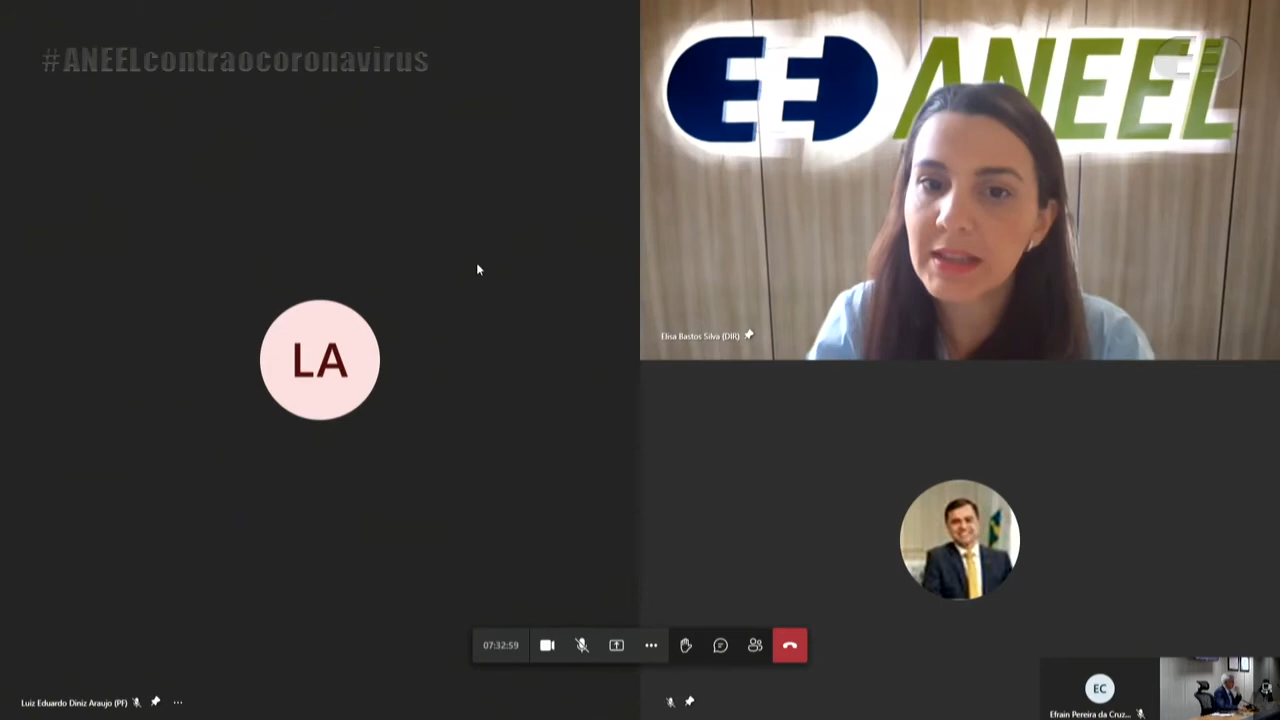 #ANEELcontraocoronavirus
ANEEL
Elisa Bastos Silva (DIR)
LA
07:32:59
Luiz Eduardo Diniz Araujo (PF)
EC
Efrain Pereira da Cruz...